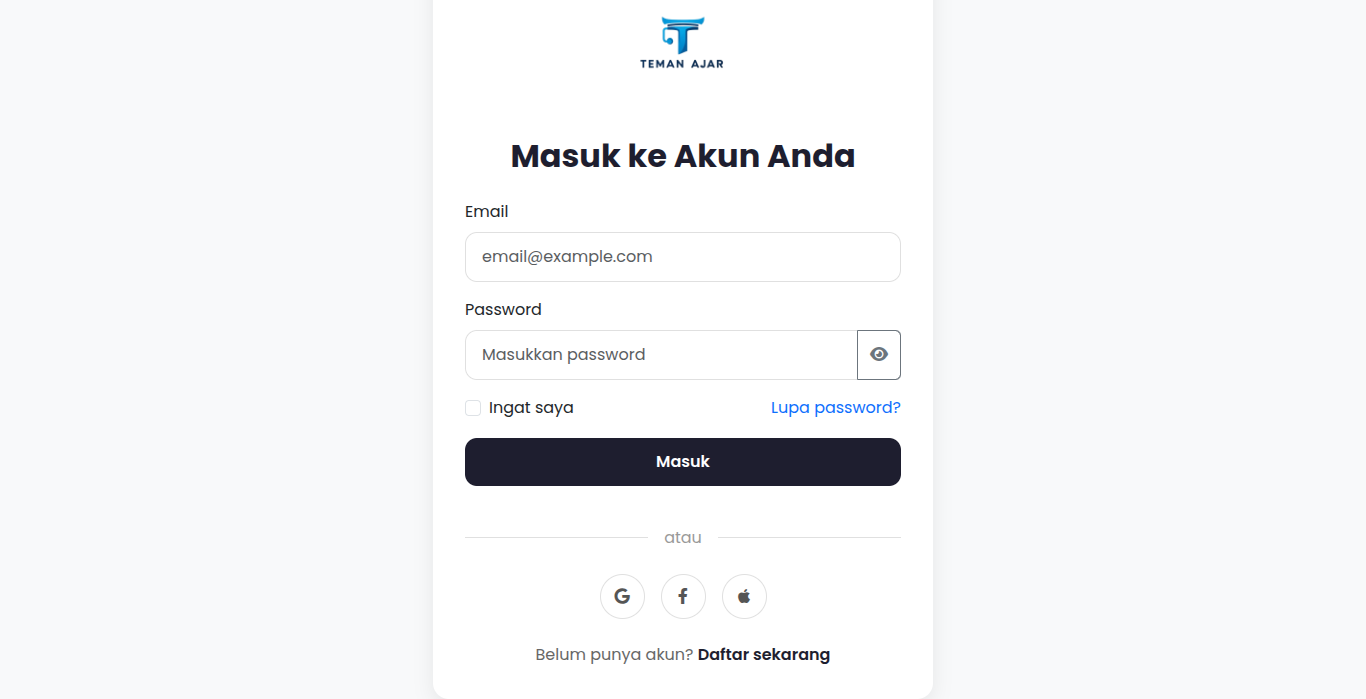 TEMAN AJAR
Masuk ke Akun Anda
Email
email@example.com
Password
Masukkan password
Ingat saya
Lupa password?
Masuk
atau
Belum punya akun? Daftar sekarang